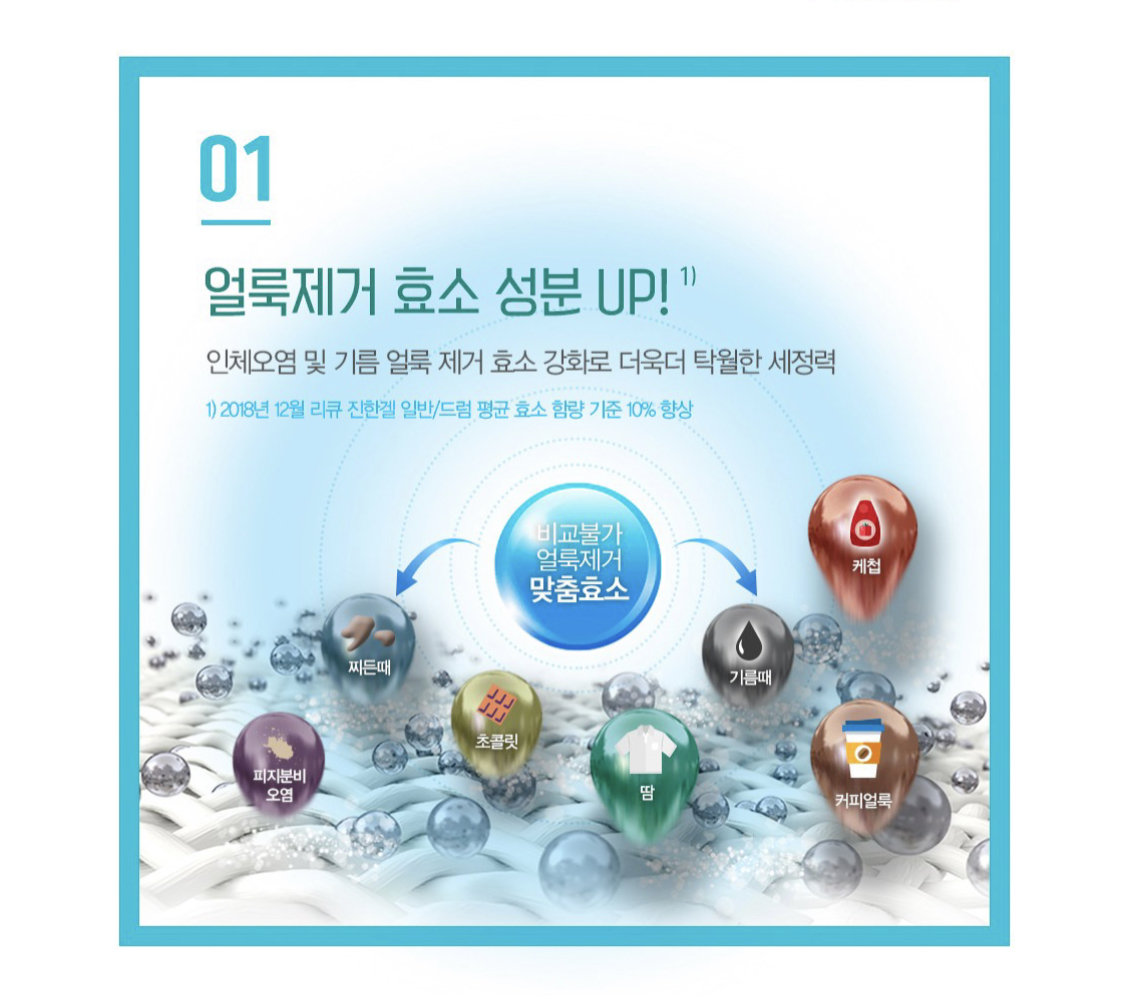 01
얼룩제거 효소 성분 UP! 1)
인체오염 및 기름 얼룩 제거 효소 강화로 더욱더 탁월한 세정력
1) 2018년 12월 리큐 진한겔 일반/드럼 평균 효소 함량 기준 10% 향상
비교불가
얼룩제거
맞춤효소
케첩
찌든때
기름때
초콜릿
피지분비
오염
땀
커피얼룩